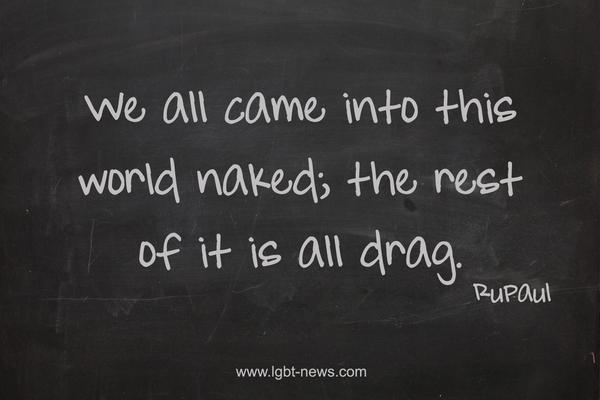 we all came into this
world naked; the rest
of it is all drag.
RuPaul
www.lgbt-news.com